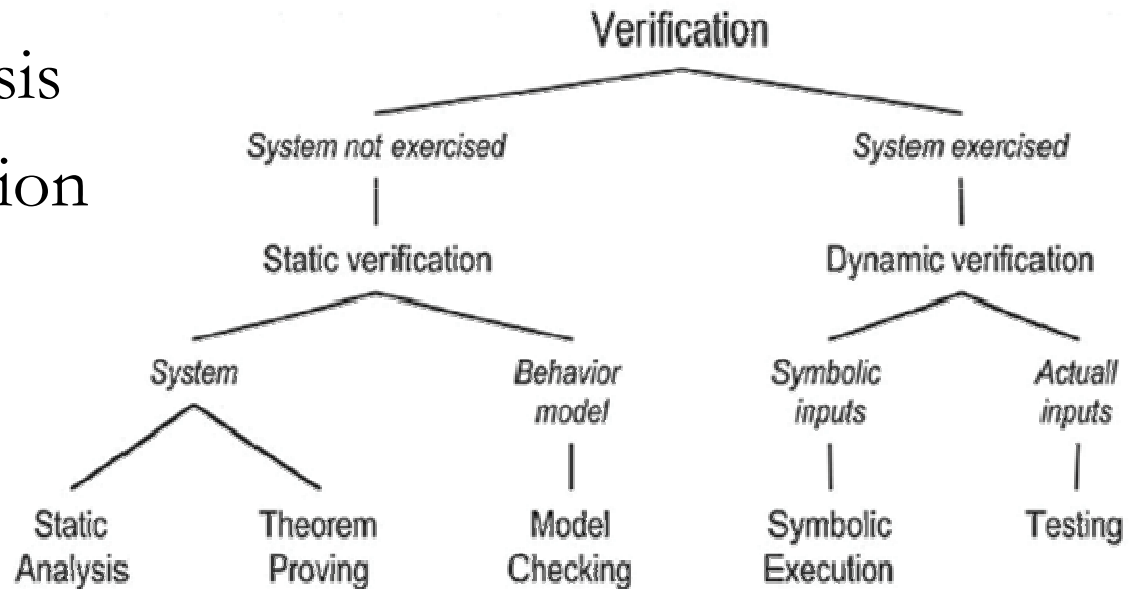 Verification
sis
System not exercised System exercised
ion
Static verification Dynamic verification
System Behavior model Symbolic inputs Actuall inputs
Static Analysis Theorem Proving Model Checking Symbolic Execution Testing